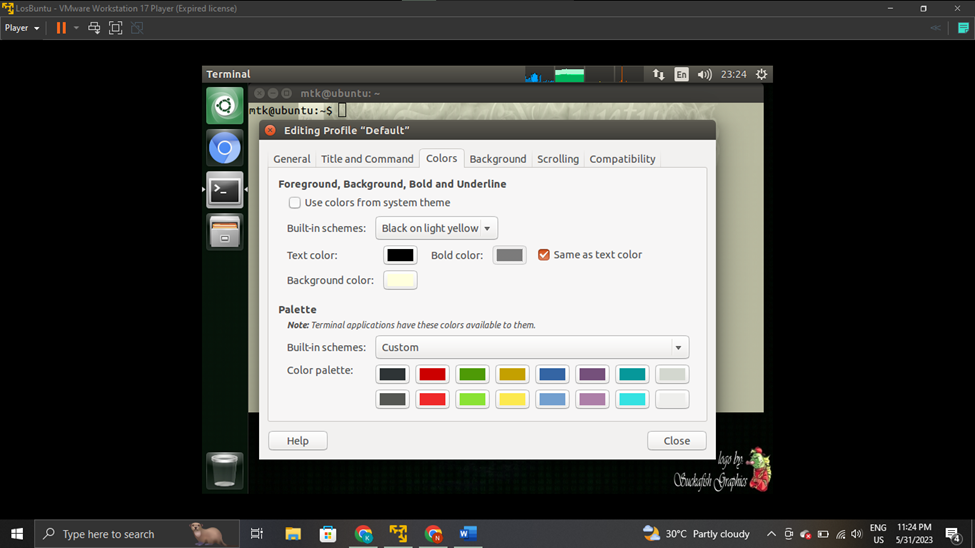 LosBuntu - VMware Workstation 17 Player (Expired license)
Player
Terminal
En
23:24
mtk@ubuntu: ~
mtk@ubuntu:~$
Editing Profile “Default”
General Title and Command Colors Background Scrolling Compatibility
Foreground, Background, Bold and Underline
Use colors from system theme
Built-in schemes: Black on light yellow
Text color: Bold color: Same as text color
Background color:
Palette
Note: Terminal applications have these colors available to them.
Built-in schemes: Custom
Color palette:
Help Close
logo by:
Suckafish Graphics
Type here to search
30°C Partly cloudy
ENG
US
11:24 PM
5/31/2023
4